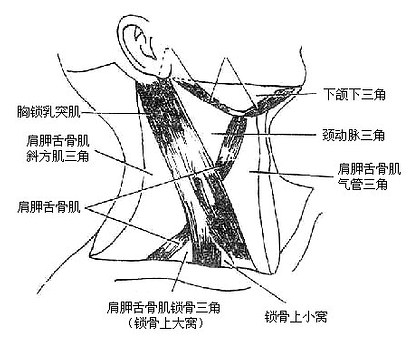 下颌下三角
胸锁乳突肌
颈动脉三角
肩胛舌骨肌
斜方肌三角
肩胛舌骨肌
气管三角
肩胛舌骨肌
肩胛舌骨肌锁骨三角
(锁骨上大窝)
锁骨上小窝